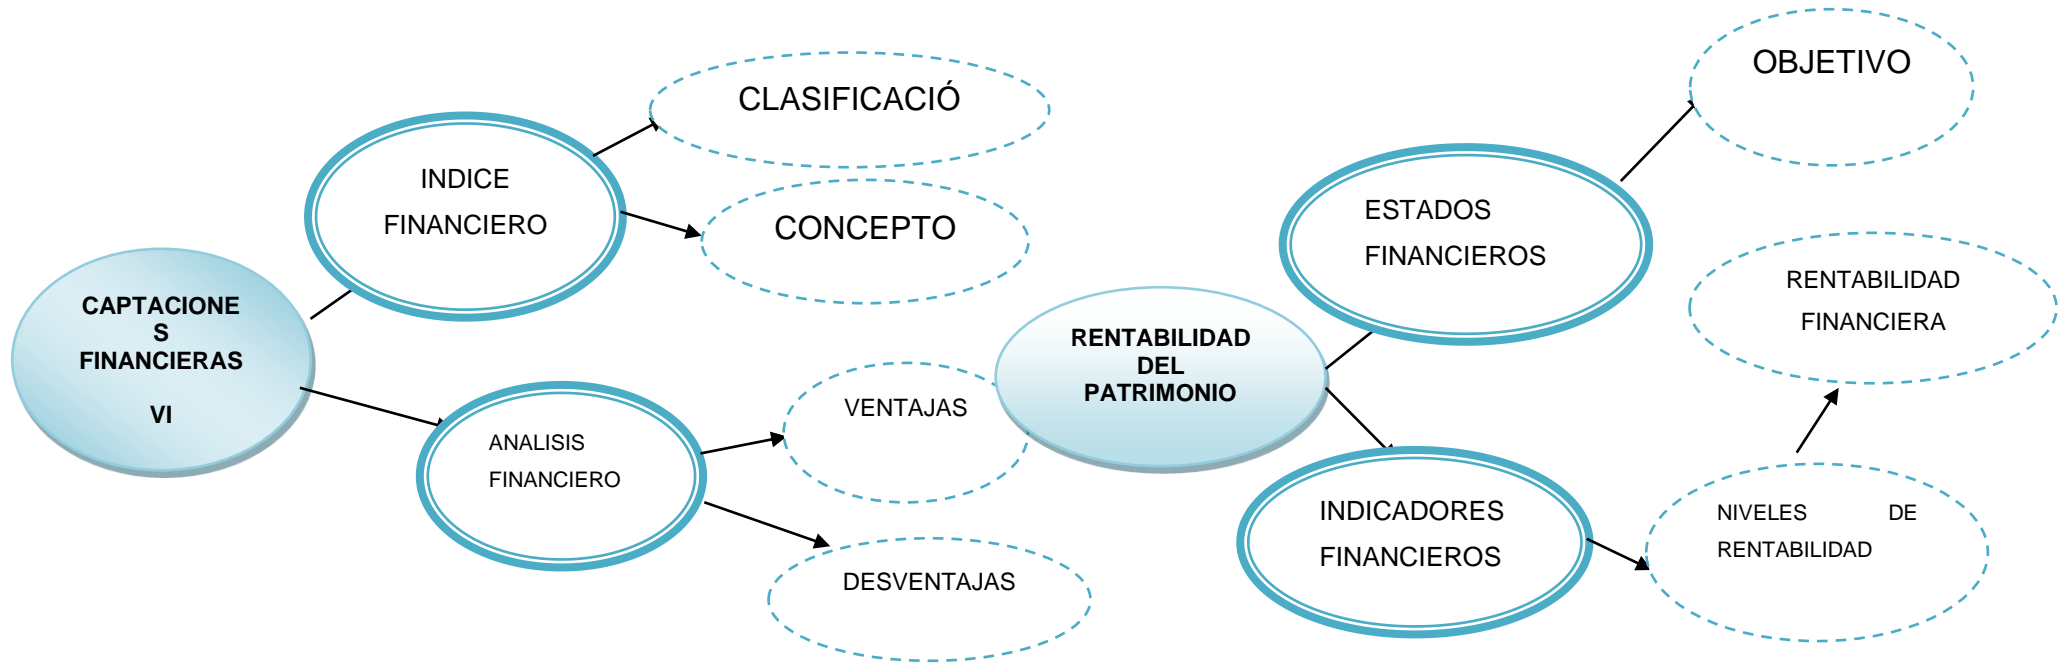 CLASIFICACIÓ
INDICE
FINANCIERO
CONCEPTO
CAPTACIONE
S
FINANCIERAS
VI
ANALISIS
FINANCIERO
VENTAJAS
DESVENTAJAS
RENTABILIDAD
DEL
PATRIMONIO
OBJETIVO
ESTADOS
FINANCIEROS
RENTABILIDAD
FINANCIERA
INDICADORES
FINANCIEROS
NIVELES DE
RENTABILIDAD